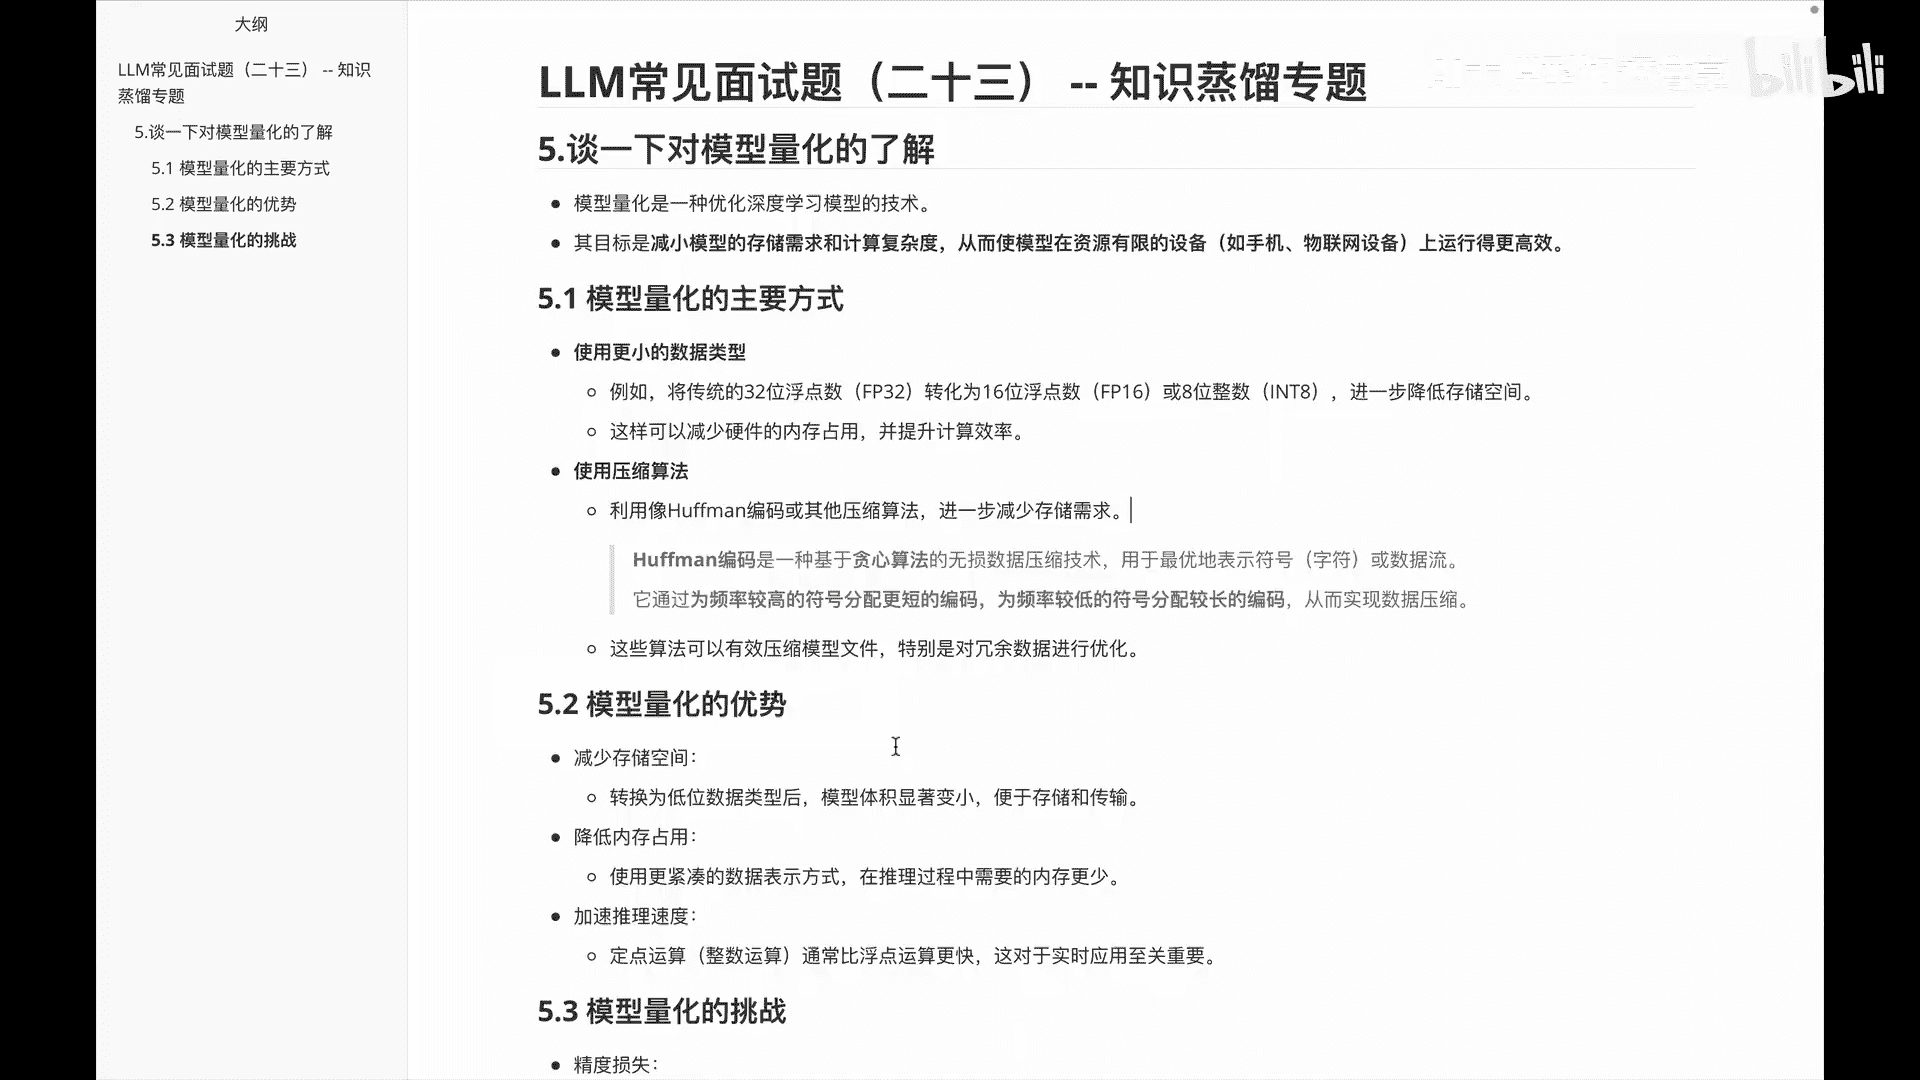 大纲
LLM常见面试题（二十三） -- 知识
蒸馏专题
5.谈一下对模型量化的了解
5.1 模型量化的主要方式
5.2 模型量化的优势
5.3 模型量化的挑战
LLM常见面试题（二十三） -- 知识蒸馏专题
bilibili
5.谈一下对模型量化的了解
模型量化是一种优化深度学习模型的技术。
其目标是减小模型的存储需求和计算复杂度，从而使模型在资源有限的设备（如手机、物联网设备）上运行得更高效。
5.1 模型量化的主要方式
使用更小的数据类型
例如，将传统的32位浮点数（FP32）转化为16位浮点数（FP16）或8位整数（INT8），进一步降低存储空间。
这样可以减少硬件的内存占用，并提升计算效率。
使用压缩算法
利用像Huffman编码或其他压缩算法，进一步减少存储需求。
Huffman编码是一种基于贪心算法的无损数据压缩技术，用于最优地表示符号（字符）或数据流。
它通过为频率较高的符号分配更短的编码，为频率较低的符号分配较长的编码，从而实现数据压缩。
这些算法可以有效压缩模型文件，特别是对冗余数据进行优化。
5.2 模型量化的优势
减少存储空间：
转换为低位数据类型后，模型体积显著变小，便于存储和传输。
降低内存占用：
使用更紧凑的数据表示方式，在推理过程中需要的内存更少。
加速推理速度：
定点运算（整数运算）通常比浮点运算更快，这对于实时应用至关重要。
5.3 模型量化的挑战
精度损失：